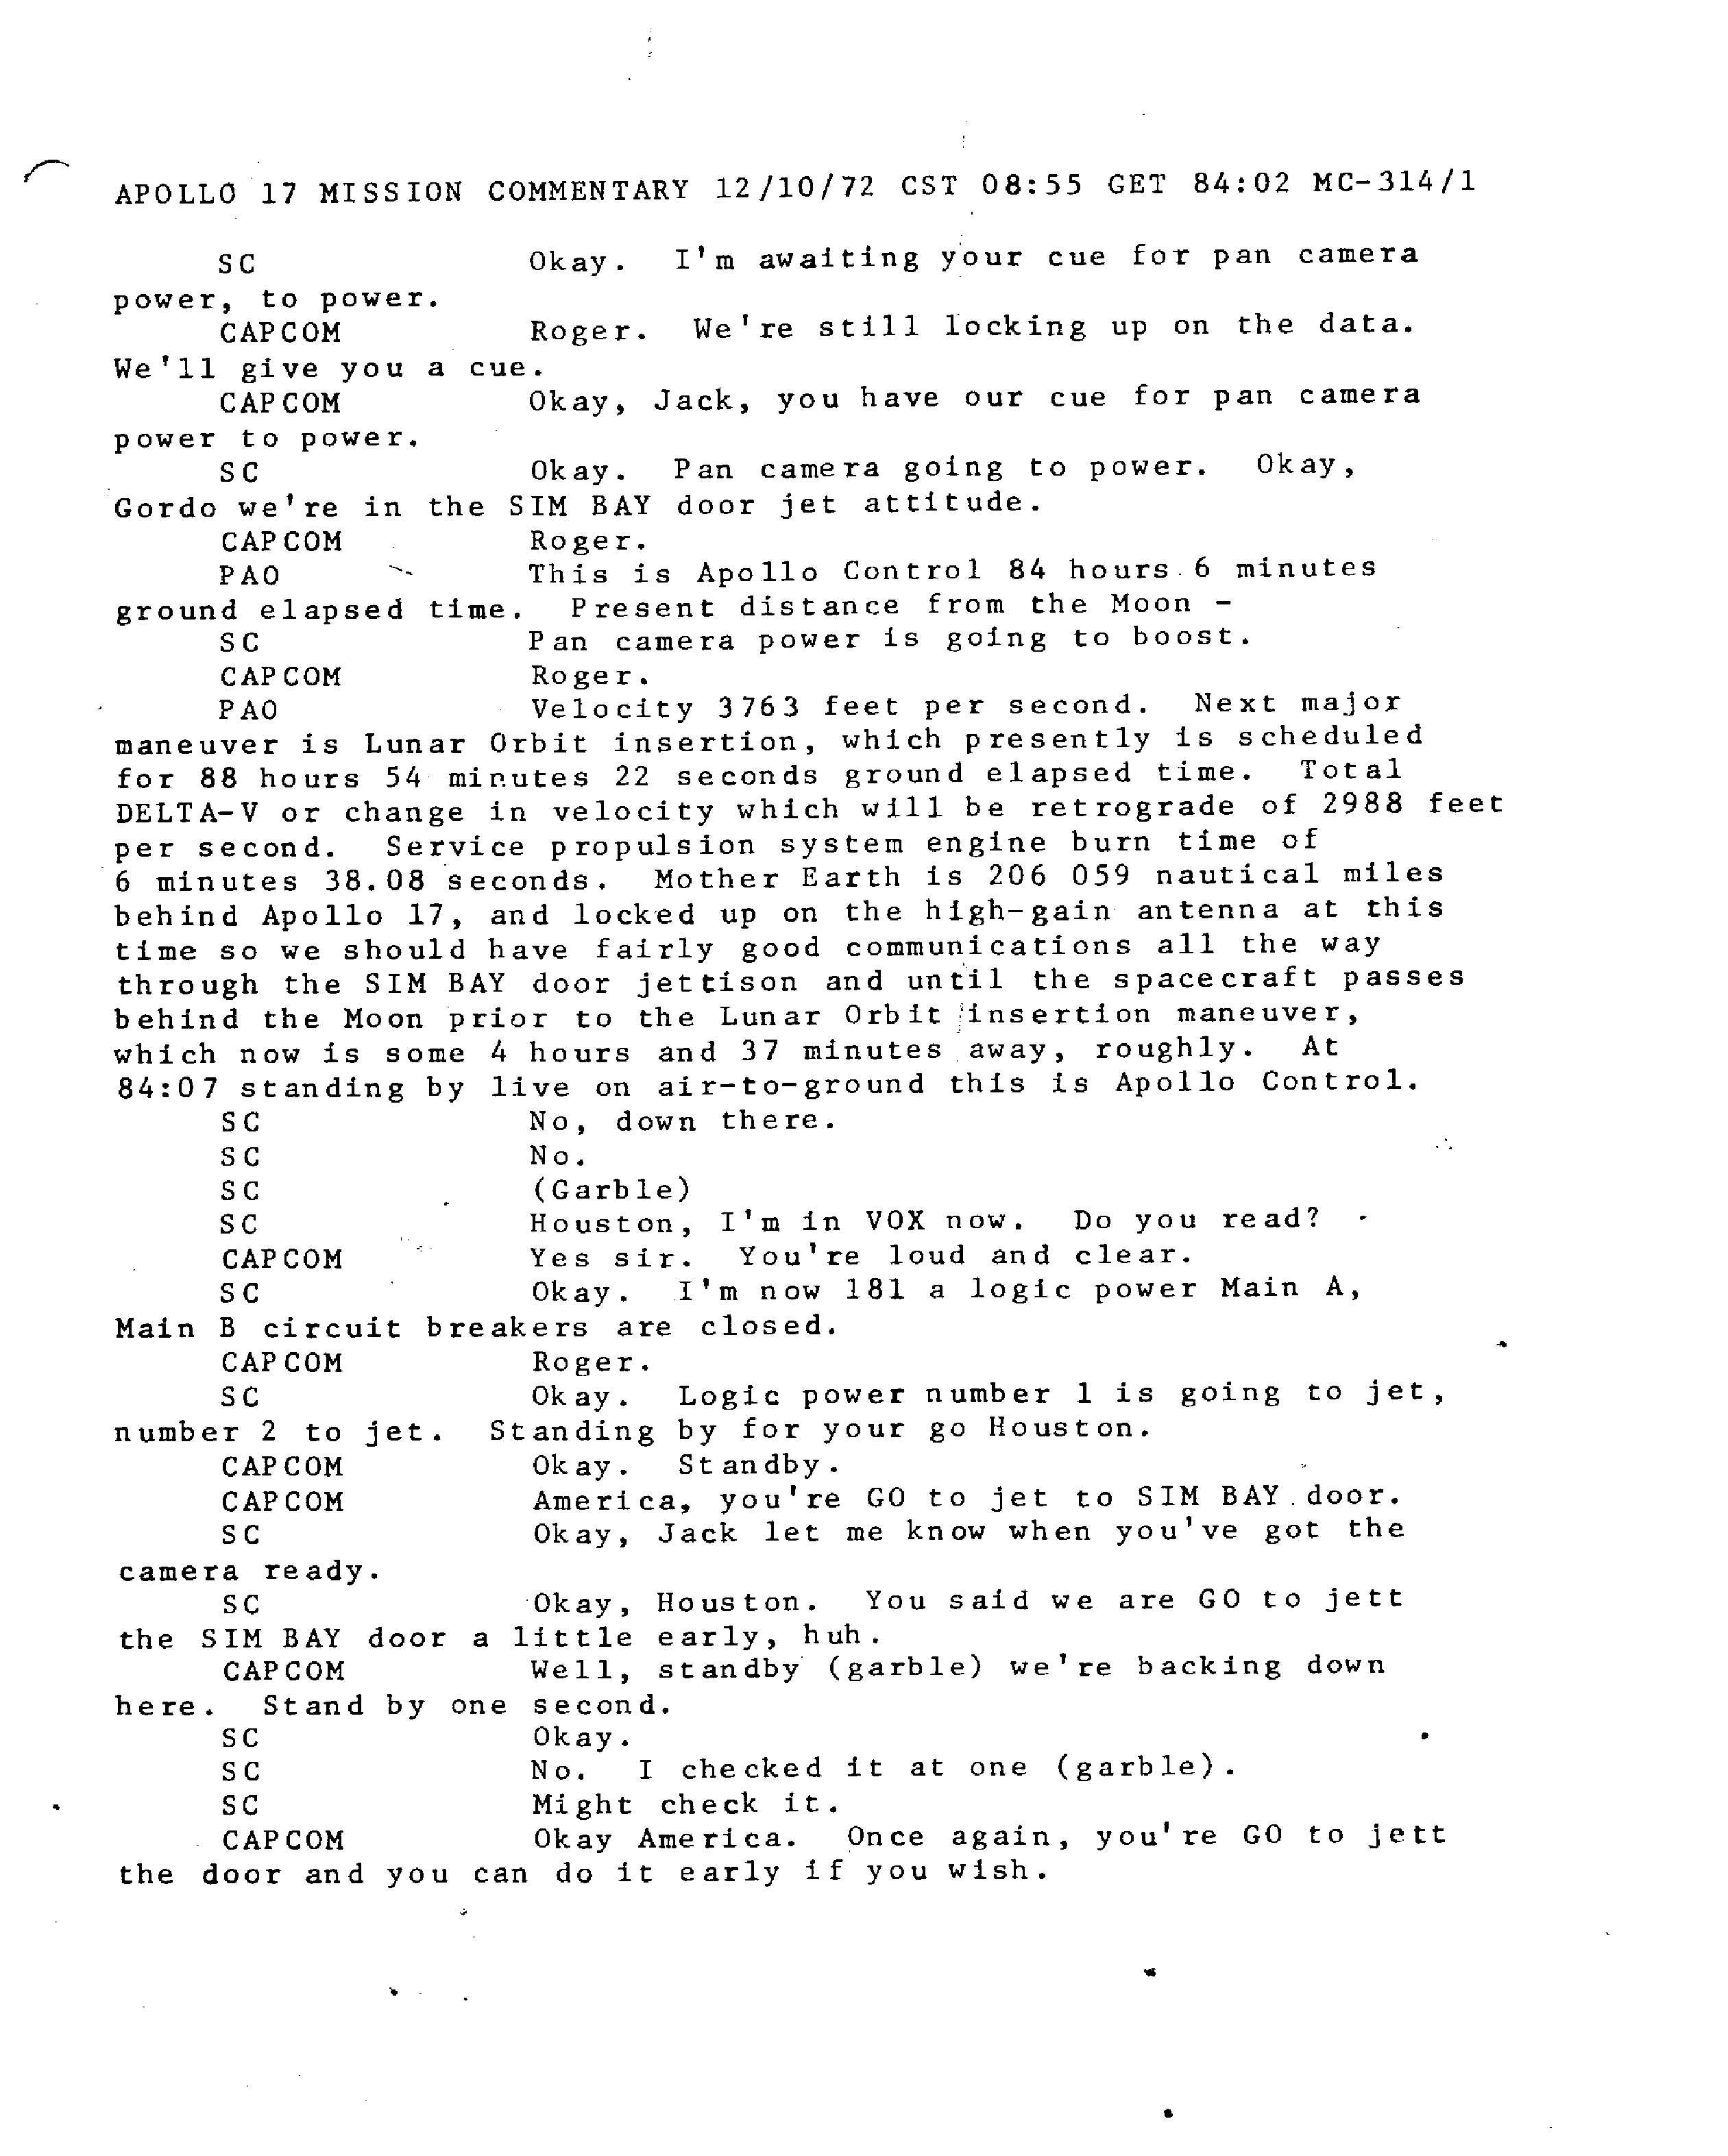 APOLLO 17 MISSION COMMENTARY 12/10/72 CST 08:55 GET 84:02 MC-314/1
SC Okay. I'm awaiting your cue for pan camera
power, to power.
CAPCOM Roger. We're still locking up on the data.
We'll give you a cue.
CAPCOM Okay, Jack, you have our cue for pan camera
power to power.
SC Okay. Pan camera going to power. Okay,
Gordo we're in the SIM BAY door jet attitude.
CAPCOM Roger.
PAO This is Apollo Control 84 hours 6 minutes
ground elapsed time. Present distance from the Moon -
SC Pan camera power is going to boost.
CAPCOM Roger.
PAO Velocity 3763 feet per second. Next major
maneuver is Lunar Orbit insertion, which presently is scheduled
for 88 hours 54 minutes 22 seconds ground elapsed time. Total
DELTA-V or change in velocity which will be retrograde of 2988 feet
per second. Service propulsion system engine burn time of
6 minutes 38.08 seconds. Mother Earth is 206 059 nautical miles
behind Apollo 17, and locked up on the high-gain antenna at this
time so we should have fairly good communications all the way
through the SIM BAY door jettison and until the spacecraft passes
behind the Moon prior to the Lunar Orbit insertion maneuver,
which now is some 4 hours and 37 minutes away, roughly. At
84:07 standing by live on air-to-ground this is Apollo Control.
SC No, down there.
SC No.
SC (Garble)
SC Houston, I'm in VOX now. Do you read?
CAPCOM Yes sir. You're loud and clear.
SC Okay. I'm now 181 a logic power Main A,
Main B circuit breakers are closed.
CAPCOM Roger.
SC Okay. Logic power number 1 is going to jet,
number 2 to jet. Standing by for your go Houston.
CAPCOM Okay. Standby.
CAPCOM America, you're GO to jet to SIM BAY door.
SC Okay, Jack let me know when you've got the
camera ready.
SC Okay, Houston. You said we are GO to jett
the SIM BAY door a little early, huh.
CAPCOM Well, standby (garble) we're backing down
here. Stand by one second.
SC Okay.
SC No. I checked it at one (garble).
SC Might check it.
CAPCOM Okay America. Once again, you're GO to jett
the door and you can do it early if you wish.